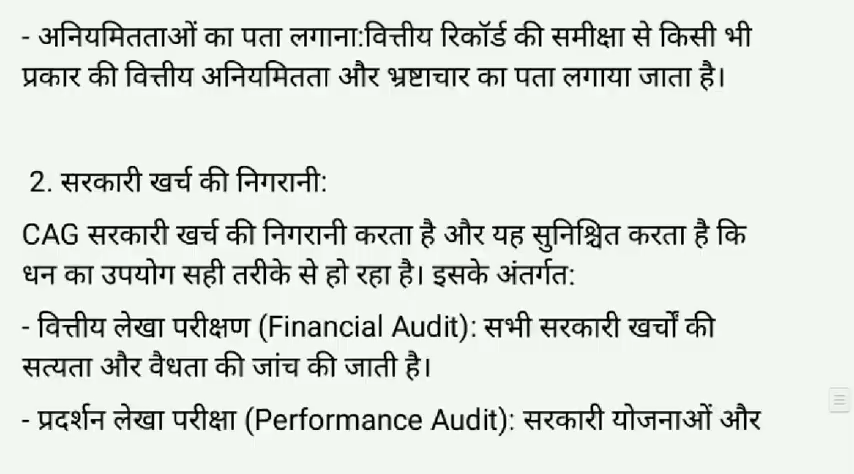 - अनियमितताओं का पता लगाना:वित्तीय रिकॉर्ड की समीक्षा से किसी भी
प्रकार की वित्तीय अनियमितता और भ्रष्टाचार का पता लगाया जाता है।
2. सरकारी खर्च की निगरानी:
CAG सरकारी खर्च की निगरानी करता है और यह सुनिश्चित करता है कि
धन का उपयोग सही तरीके से हो रहा है। इसके अंतर्गत:
- वित्तीय लेखा परीक्षण (Financial Audit): सभी सरकारी खर्चों की
सत्यता और वैधता की जांच की जाती है।
- प्रदर्शन लेखा परीक्षा (Performance Audit): सरकारी योजनाओं और